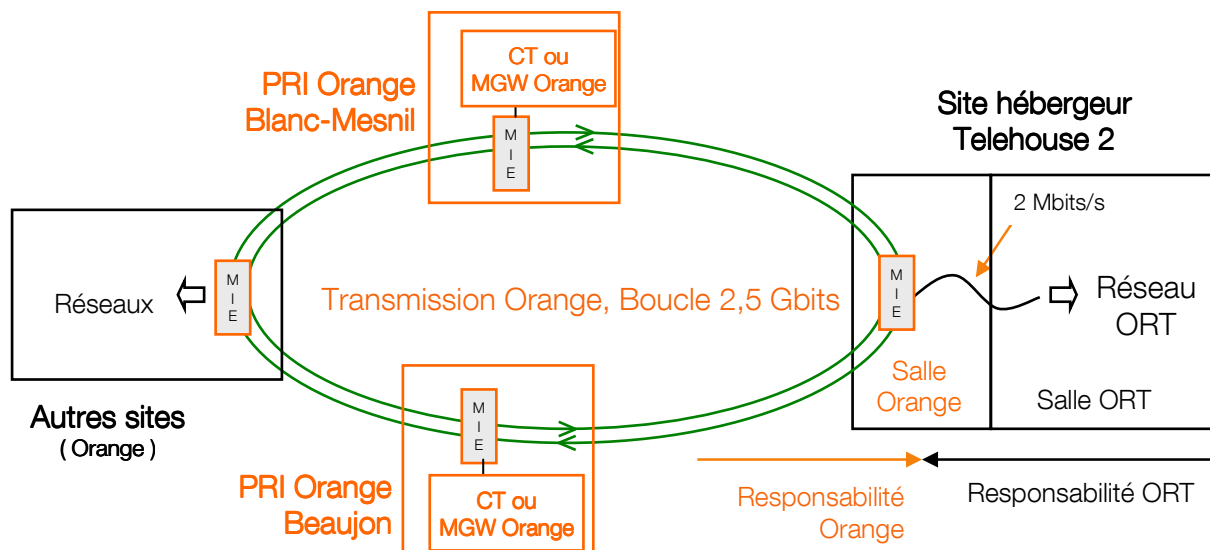 CT ou
MGW Orange
PRI Orange
Blanc-Mesnil
M
I
E
Site hébergeur
Telehouse 2
2 Mbits/s
Réseaux
M
I
E
Transmission Orange, Boucle 2,5 Gbits
M
I
E
Réseau
ORT
Salle
Orange
Salle ORT
Autres sites
( Orange )
M
I
E
PRI Orange
Beaujon
CT ou
MGW Orange
Responsabilité
Orange
Responsabilité ORT